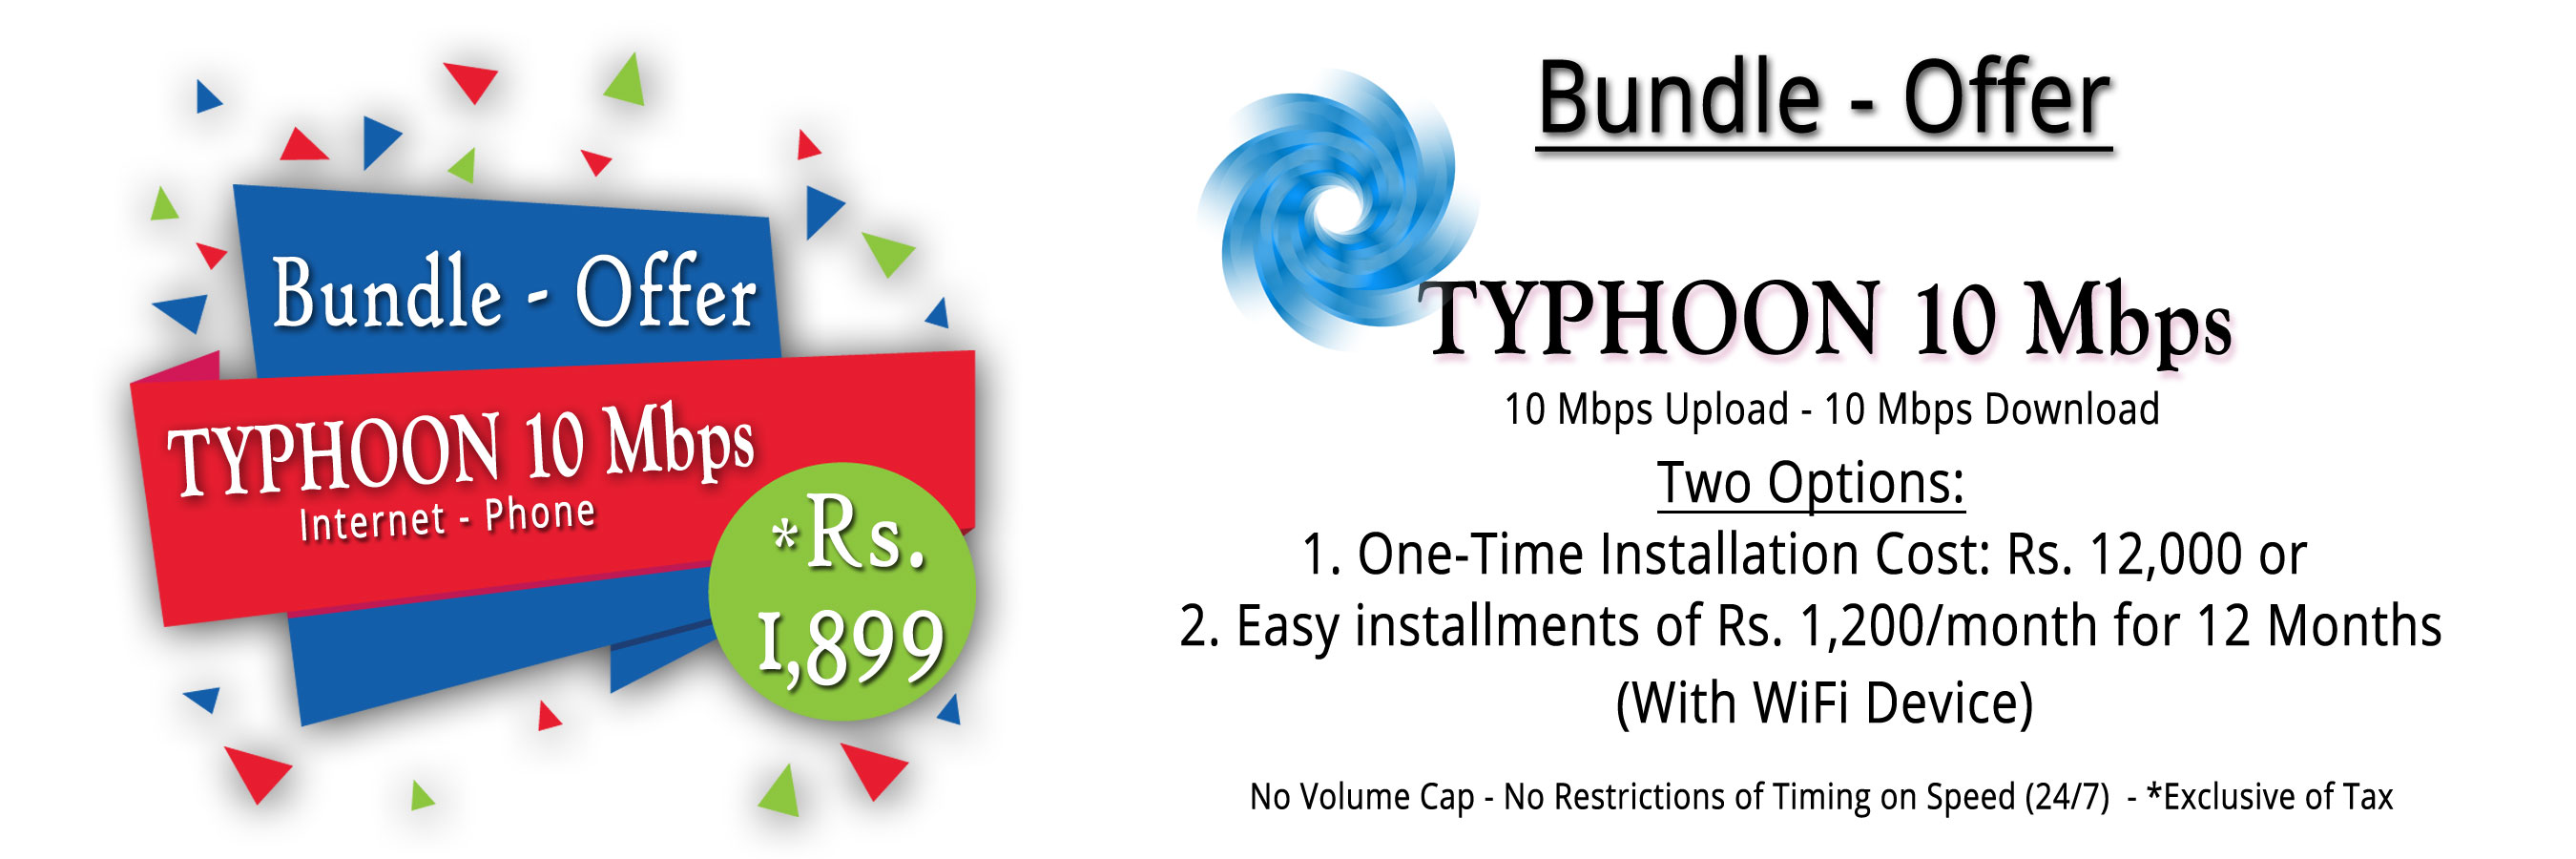 Bundle - Offer
TYPHOON 10 Mbps
Internet - Phone
*Rs.
1,899
Bundle - Offer
TYPHOON 10 Mbps
10 Mbps Upload - 10 Mbps Download
Two Options:
1. One-Time Installation Cost: Rs. 12,000 or
2. Easy installments of Rs. 1,200/month for 12 Months
(With WiFi Device)
No Volume Cap - No Restrictions of Timing on Speed (24/7) - *Exclusive of Tax